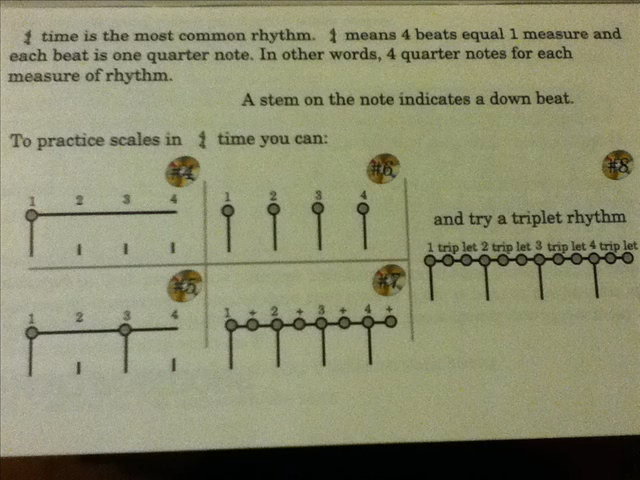 4/4 time is the most common rhythm. 4/4 means 4 beats equal 1 measure and
each beat is one quarter note. In other words, 4 quarter notes for each
measure of rhythm.
A stem on the note indicates a down beat.
To practice scales in 4/4 time you can:
#4
1 2 3 4
#6
1 2 3 4
#8
and try a triplet rhythm
1 trip let 2 trip let 3 trip let 4 trip let
#5
1 2 3 4
#7
1 + 2 + 3 + 4 +